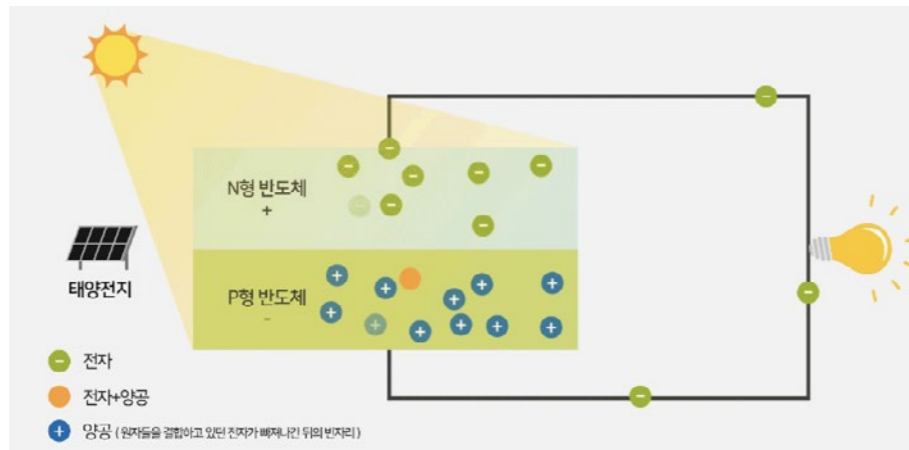 N형 반도체
+
태양전지
P형 반도체
-
전자
전자+양공
양공 ( 원자들을 결합하고 있던 전자가 빠져나간 뒤의 빈자리 )